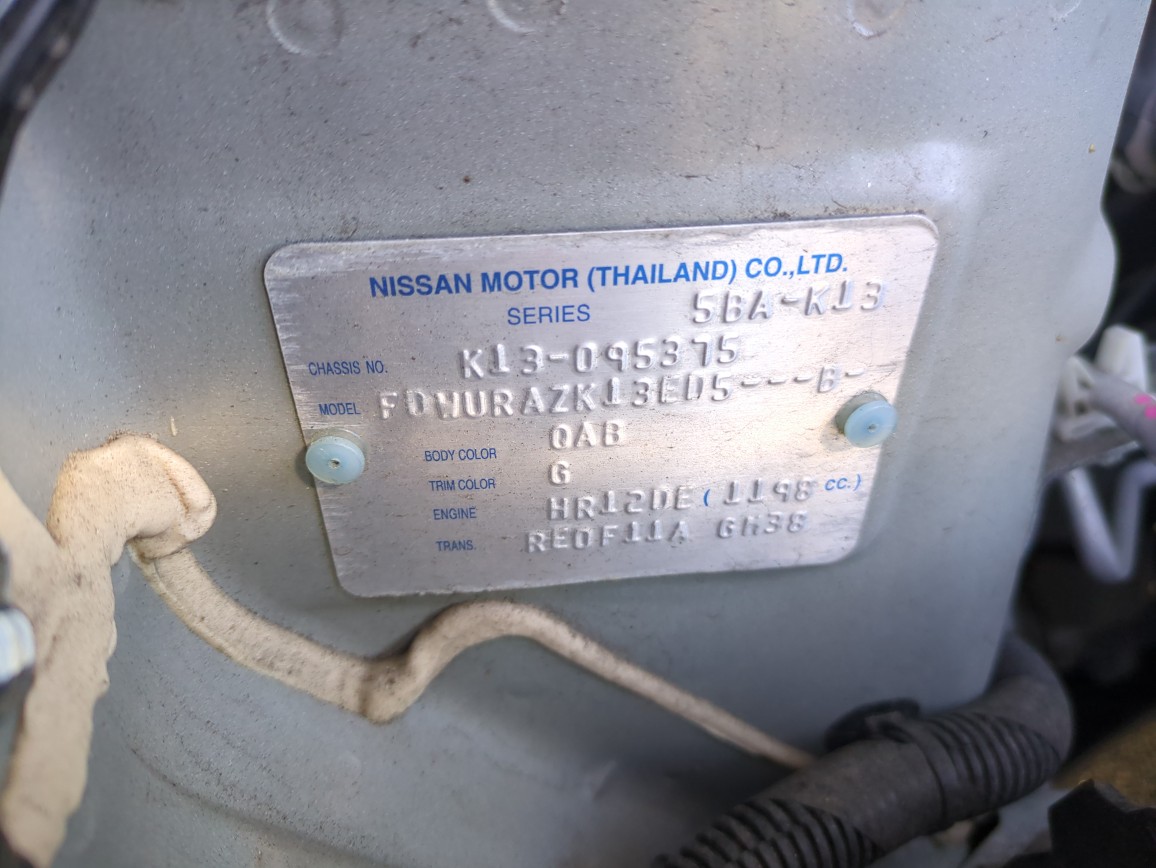 NISSAN MOTOR (THAILAND) CO.,LTD.
SERIES 5BA-K13
CHASSIS NO. K13-095375
MODEL FDWURAZK13ED5---B-
BODY COLOR QAB
TRIM COLOR G
ENGINE HR12DE ( 1198 CC.)
TRANS. RE0F11A GH38